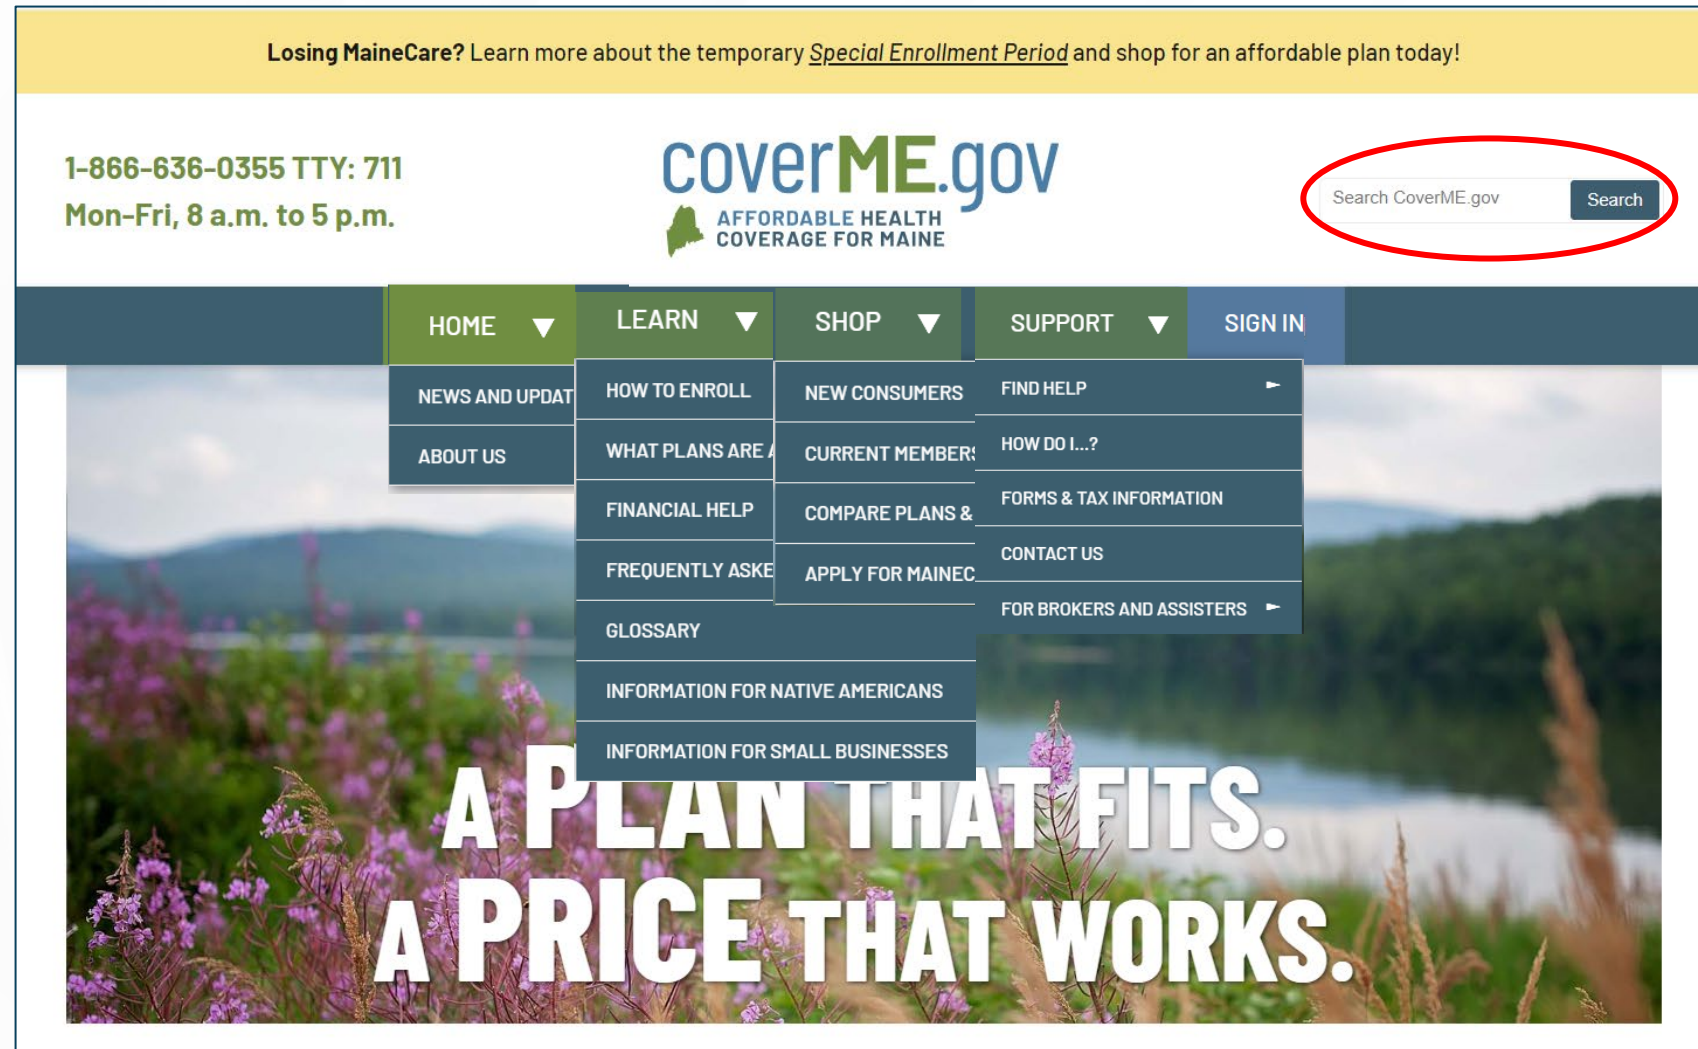 Losing MaineCare? Learn more about the temporary Special Enrollment Period and shop for an affordable plan today!
1-866-636-0355 TTY: 711
Mon-Fri, 8 a.m. to 5 p.m.
coverME.gov
AFFORDABLE HEALTH
COVERAGE FOR MAINE
Search CoverME.gov
Search
HOME
LEARN
SHOP
SUPPORT
SIGN IN
NEWS AND UPDAT
ABOUT US
HOW TO ENROLL
WHAT PLANS ARE
FINANCIAL HELP
FREQUENTLY ASKE
GLOSSARY
INFORMATION FOR NATIVE AMERICANS
INFORMATION FOR SMALL BUSINESSES
NEW CONSUMERS
CURRENT MEMBERS
COMPARE PLANS &
APPLY FOR MAINEC
FIND HELP
HOW DO I...?
FORMS & TAX INFORMATION
CONTACT US
FOR BROKERS AND ASSISTERS
A PLAN THAT FITS.
A PRICE THAT WORKS.